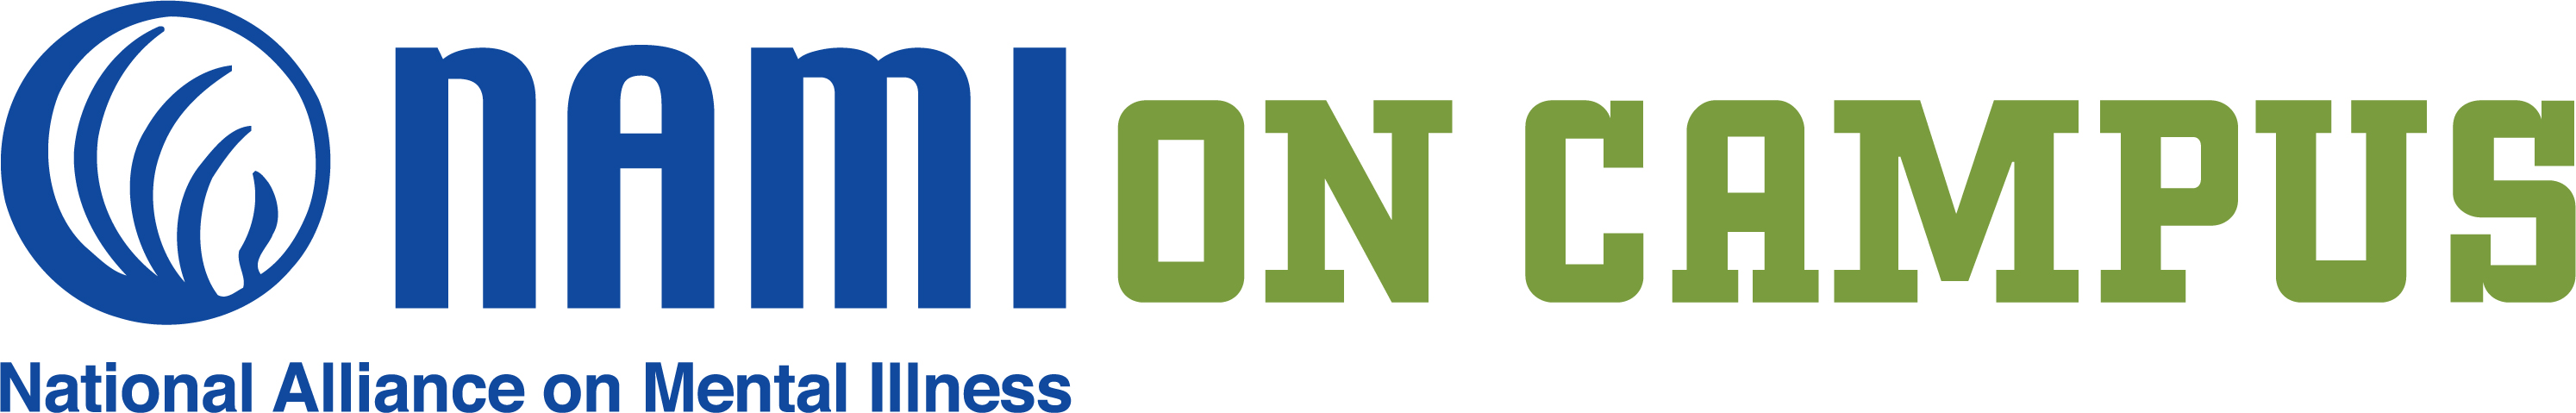 NAMI ON CAMPUS
National Alliance on Mental Illness